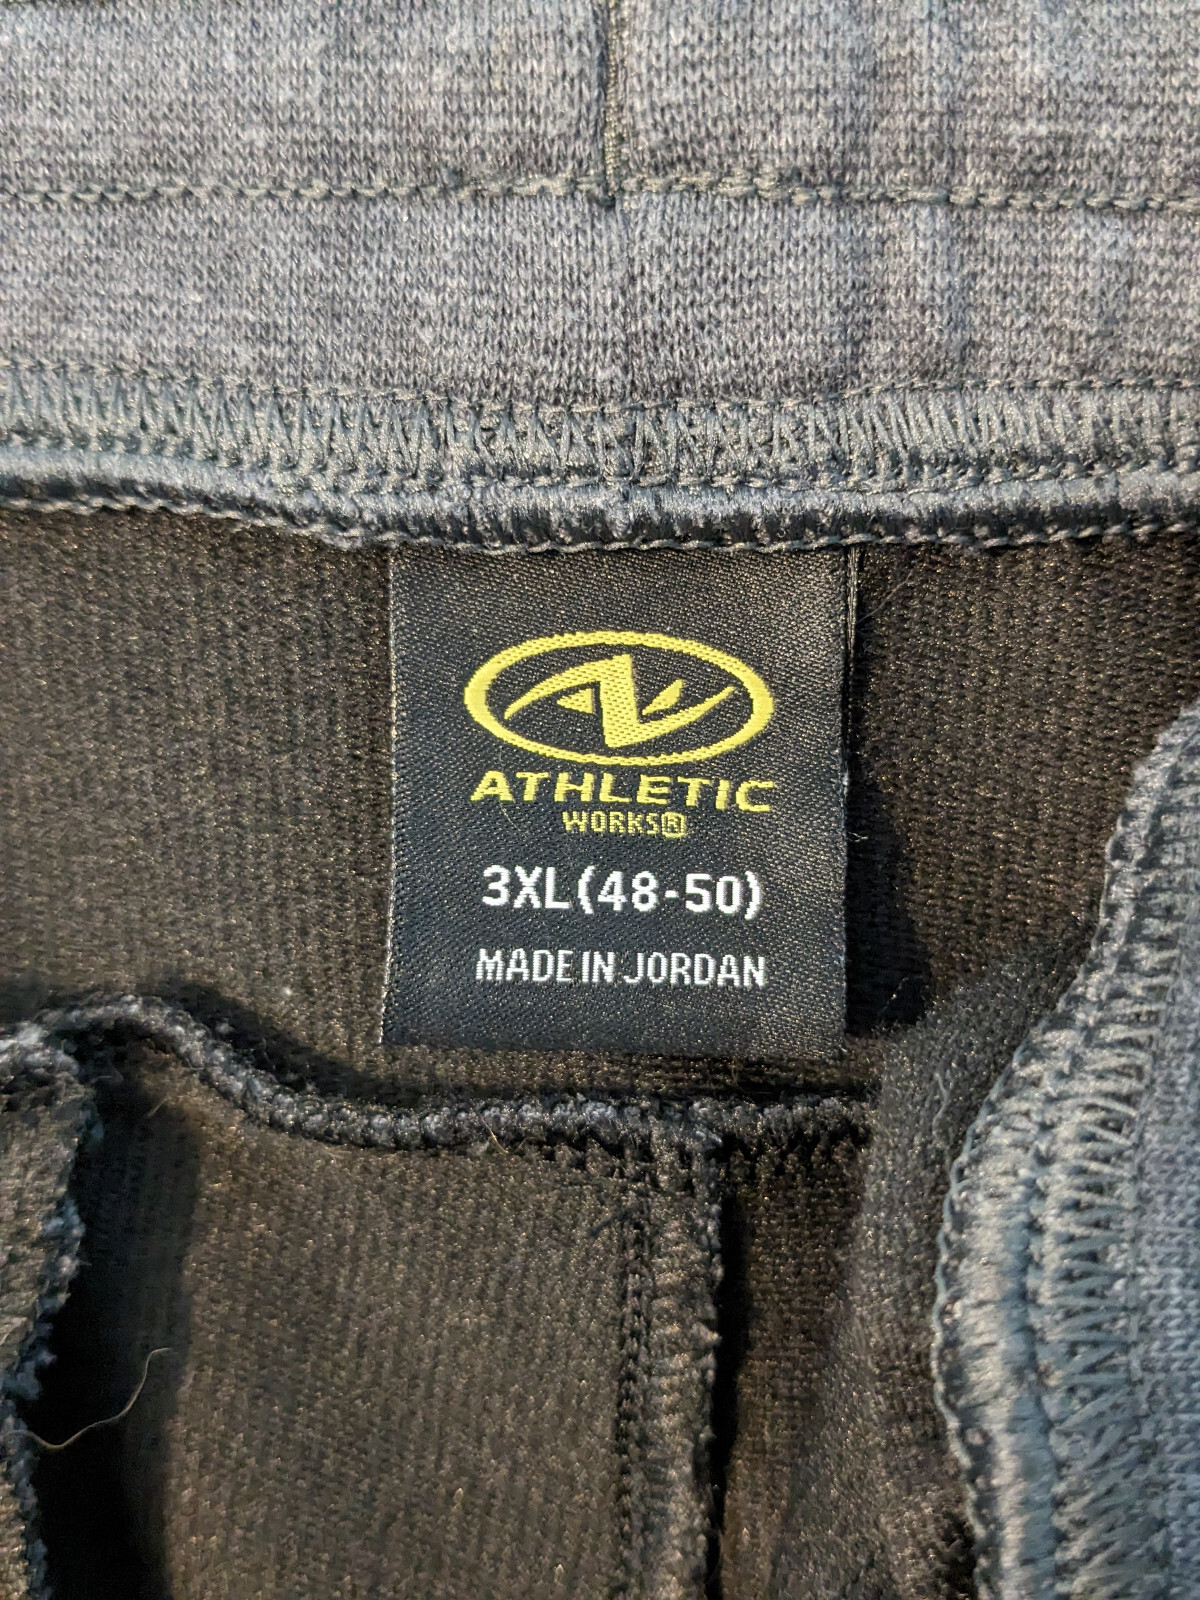 ATHLETIC
WORKS®
3XL(48-50)
MADE IN JORDAN